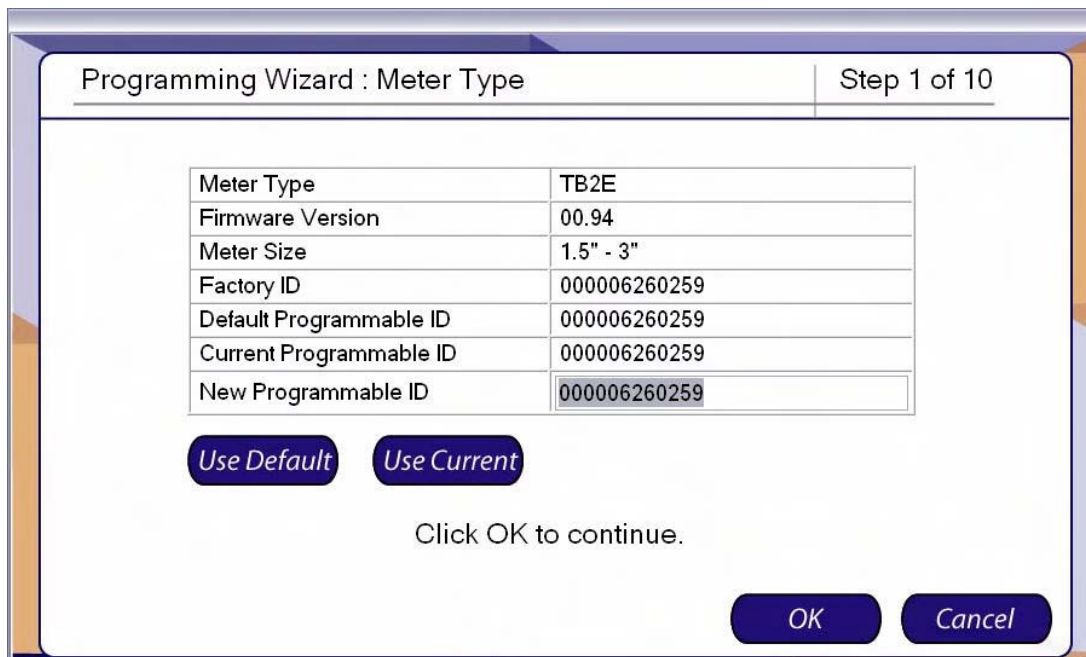 Programming Wizard : Meter Type
Step 1 of 10
Meter Type TB2E
Firmware Version 00.94
Meter Size 1.5" - 3"
Factory ID 000006260259
Default Programmable ID 000006260259
Current Programmable ID 000006260259
New Programmable ID 000006260259
Use Default Use Current
Click OK to continue.
OK Cancel